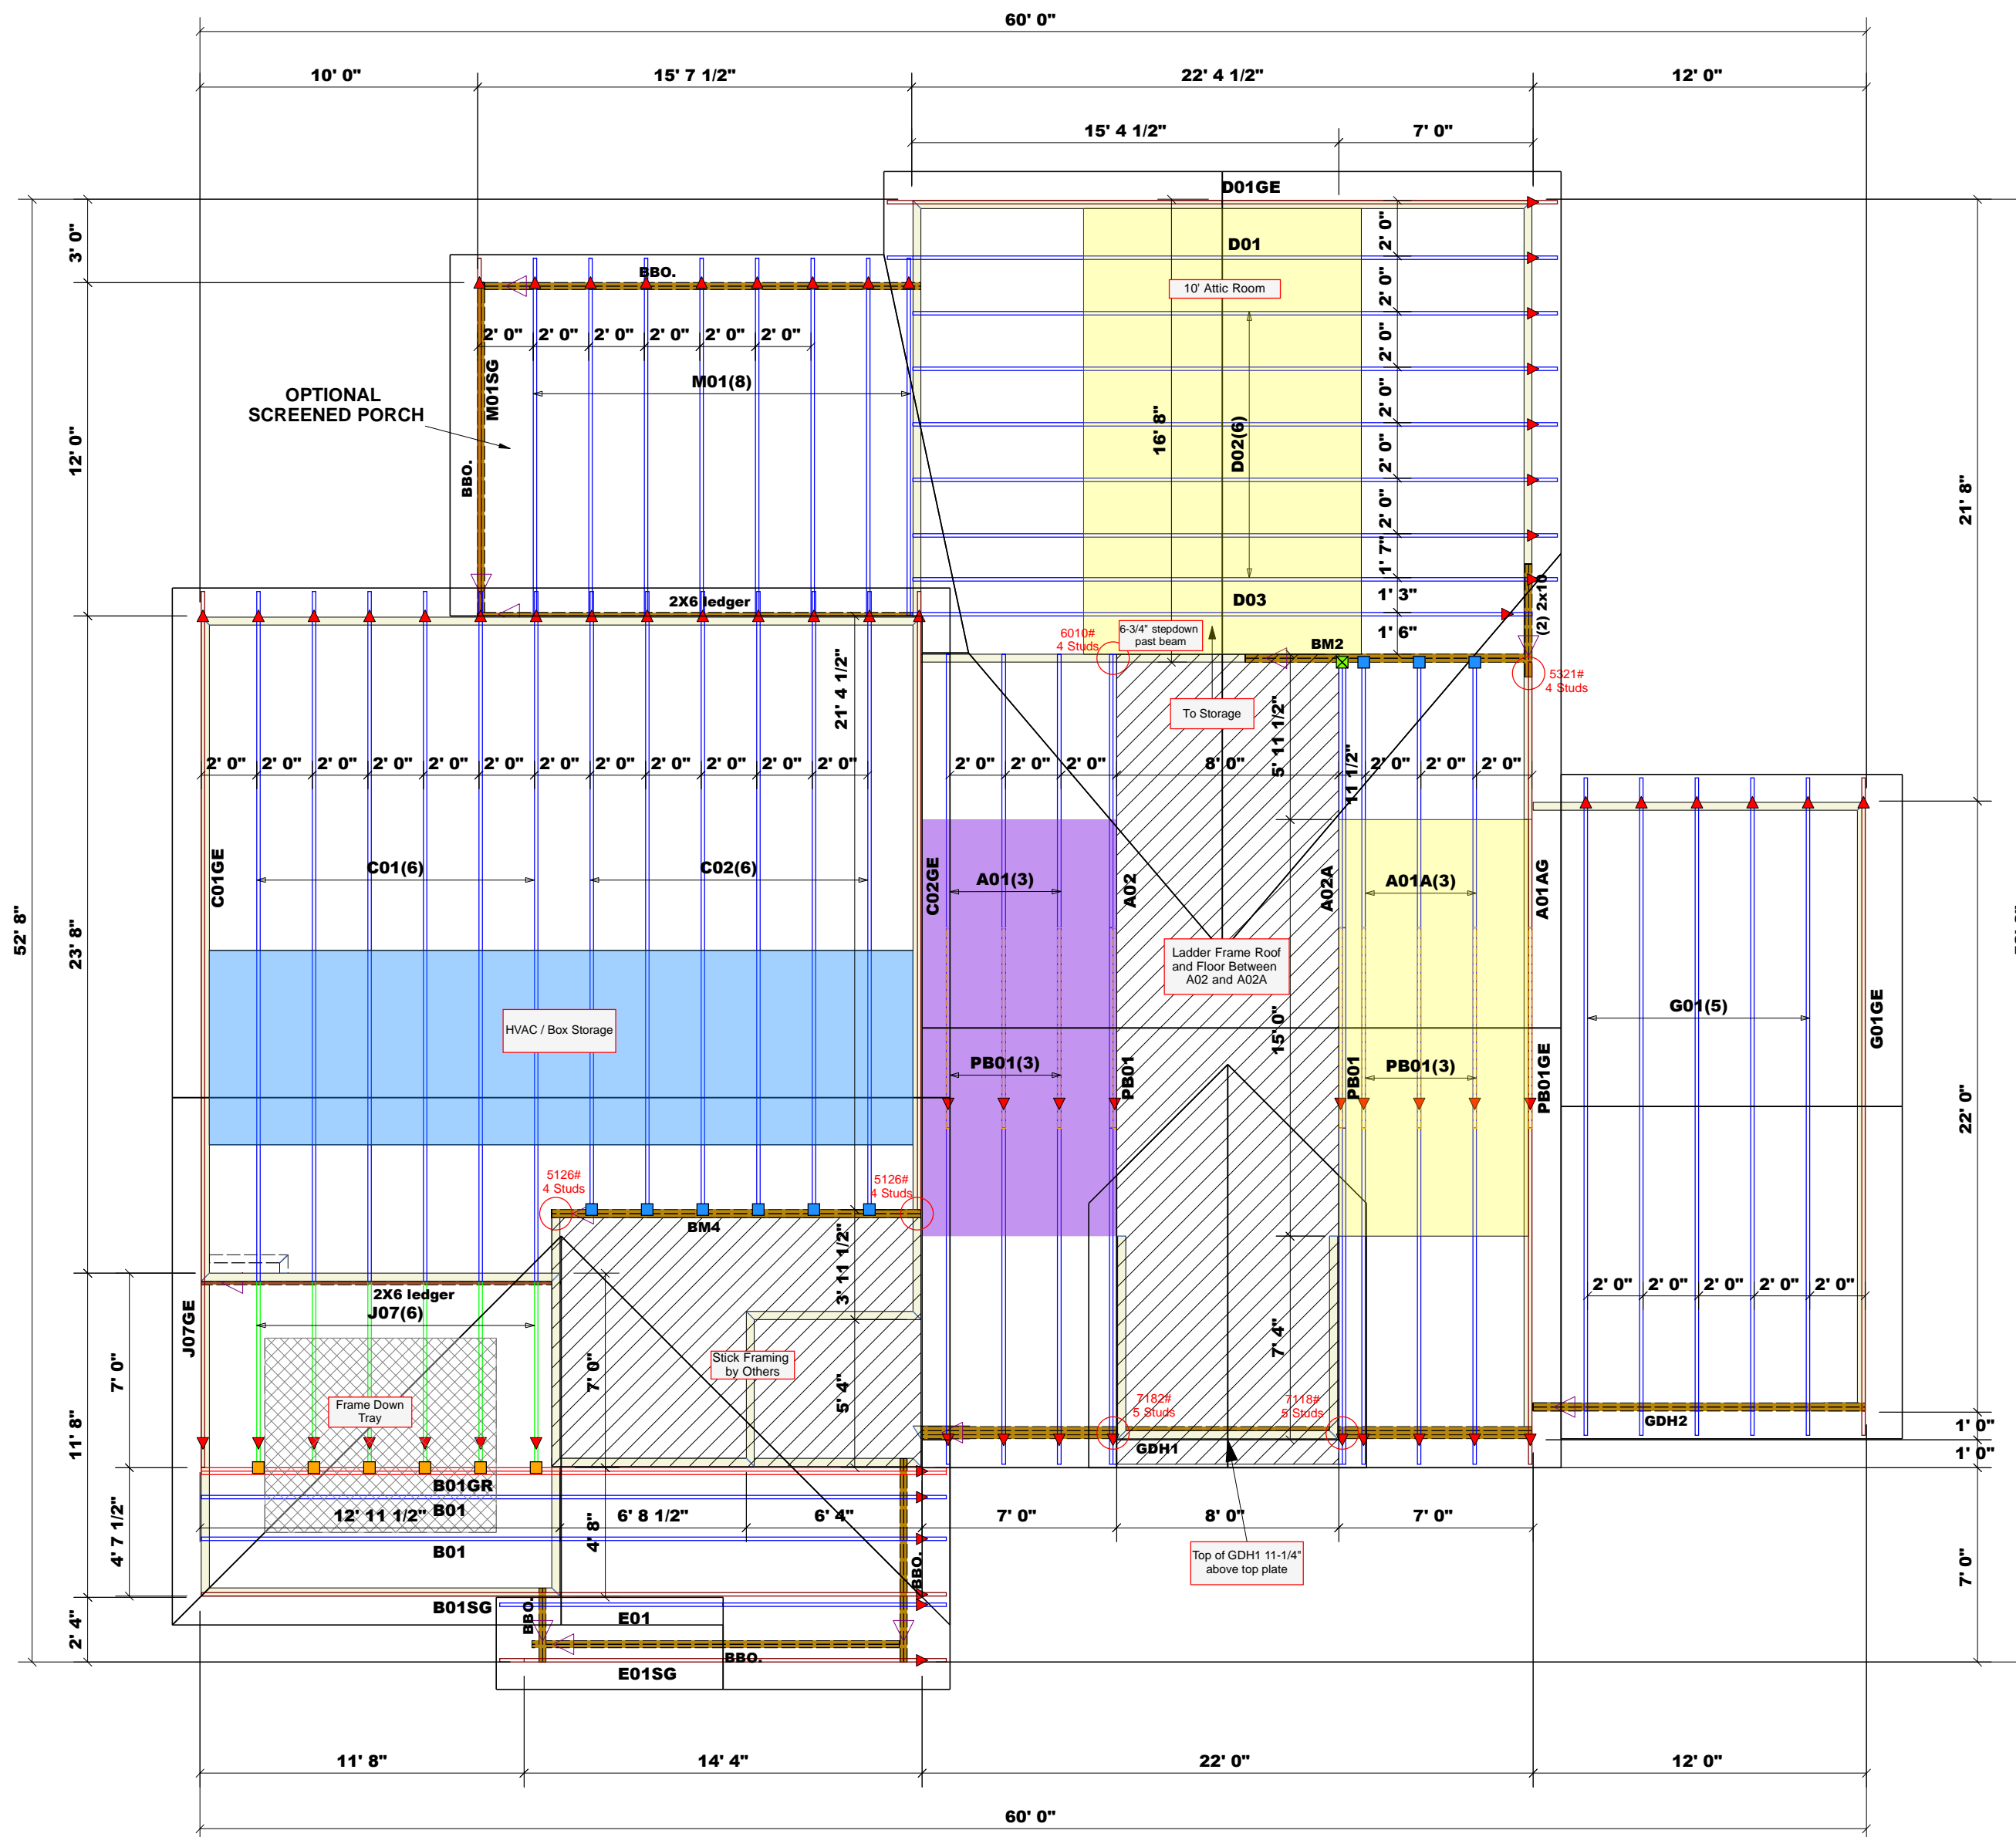 60' 0"
10' 0"
15' 7 1/2"
22' 4 1/2"
12' 0"
15' 4 1/2"
7' 0"
D01GE
3' 0"
2' 0"
D01
BBO.
10' Attic Room
2' 0"
2' 0" 2' 0" 2' 0" 2' 0" 2' 0" 2' 0"
2' 0"
M01SG
M01(8)
OPTIONAL
SCREENED PORCH
12' 0"
BBO.
16' 8"
D02(6)
2' 0"
2' 0"
2' 0"
21' 8"
1' 7"
2X6 ledger
D03
1' 3"
(2) 2x10
1' 6"
6010#
4 Studs
6-3/4" stepdown
past beam
BM2
5321#
4 Studs
21' 4 1/2"
To Storage
5' 11 1/2"
11 1/2"
2' 0" 2' 0" 2' 0" 2' 0" 2' 0" 2' 0" 2' 0" 2' 0" 2' 0" 2' 0" 2' 0" 2' 0"
2' 0" 2' 0" 2' 0" 8' 0" 2' 0" 2' 0" 2' 0"
C01GE
C01(6)
C02(6)
C02GE
A01(3)
A02
A02A
A01A(3)
A01AG
52' 8"
23' 8"
Ladder Frame Roof
and Floor Between
A02 and A02A
HVAC / Box Storage
15' 0"
G01(5)
G01GE
PB01(3)
PB01
PB01
PB01(3)
PB01GE
22' 0"
5126#
4 Studs
5126#
4 Studs
BM4
3' 11 1/2"
2X6 ledger
J07(6)
J07GE
2' 0" 2' 0" 2' 0" 2' 0" 2' 0"
7' 0"
7' 0"
Stick Framing
by Others
5' 4"
7' 4"
Frame Down
Tray
7182#
5 Studs
7118#
5 Studs
GDH1
GDH2
1' 0"
1' 0"
11' 8"
B01GR
B01
12' 11 1/2"
6' 8 1/2"
6' 4"
7' 0"
8' 0"
7' 0"
4' 7 1/2"
B01
4' 8"
BBO.
Top of GDH1 11-1/4"
above top plate
B01SG
BBO.
E01
2' 4"
7' 0"
BBO.
E01SG
11' 8"
14' 4"
22' 0"
12' 0"
60' 0"